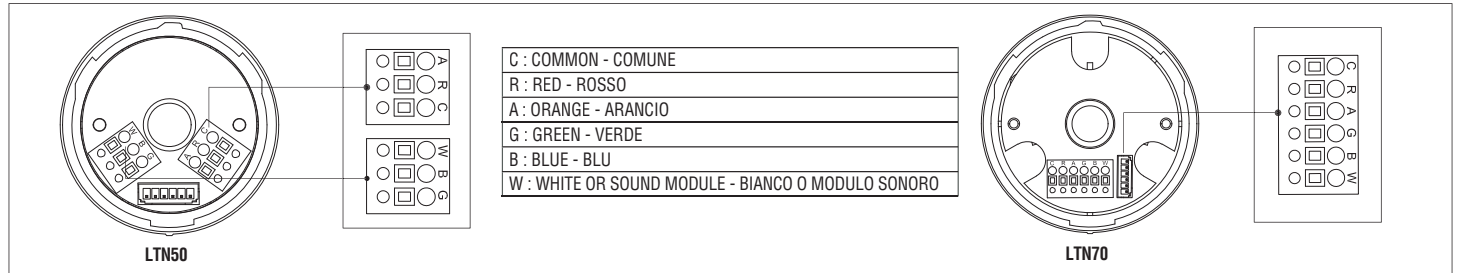 A
R
C
W
B
G
C
R
A
W
B
G
LTN50
C : COMMON - COMUNE
R : RED - ROSSO
A : ORANGE - ARANCIO
G : GREEN - VERDE
B : BLUE - BLU
W : WHITE OR SOUND MODULE - BIANCO O MODULO SONORO
C R A G B W
LTN70
C
R
A
G
B
W